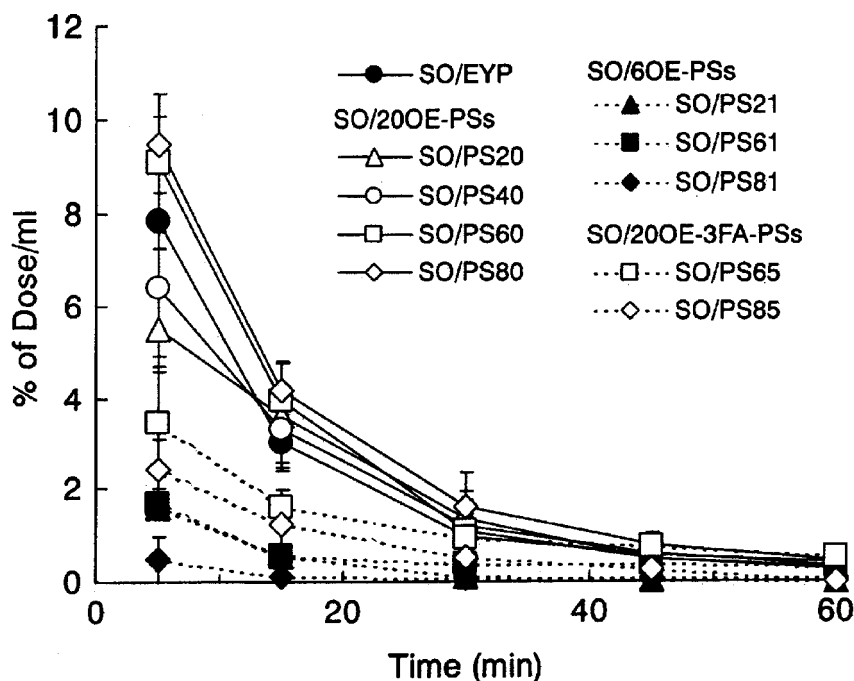 % of Dose/ml
12
10
8
6
4
2
0
SO/EYP
SO/20OE-PSs
SO/PS20
SO/PS40
SO/PS60
SO/PS80
SO/6OE-PSs
SO/PS21
SO/PS61
SO/PS81
SO/20OE-3FA-PSs
SO/PS65
SO/PS85
0 20 40 60
Time (min)